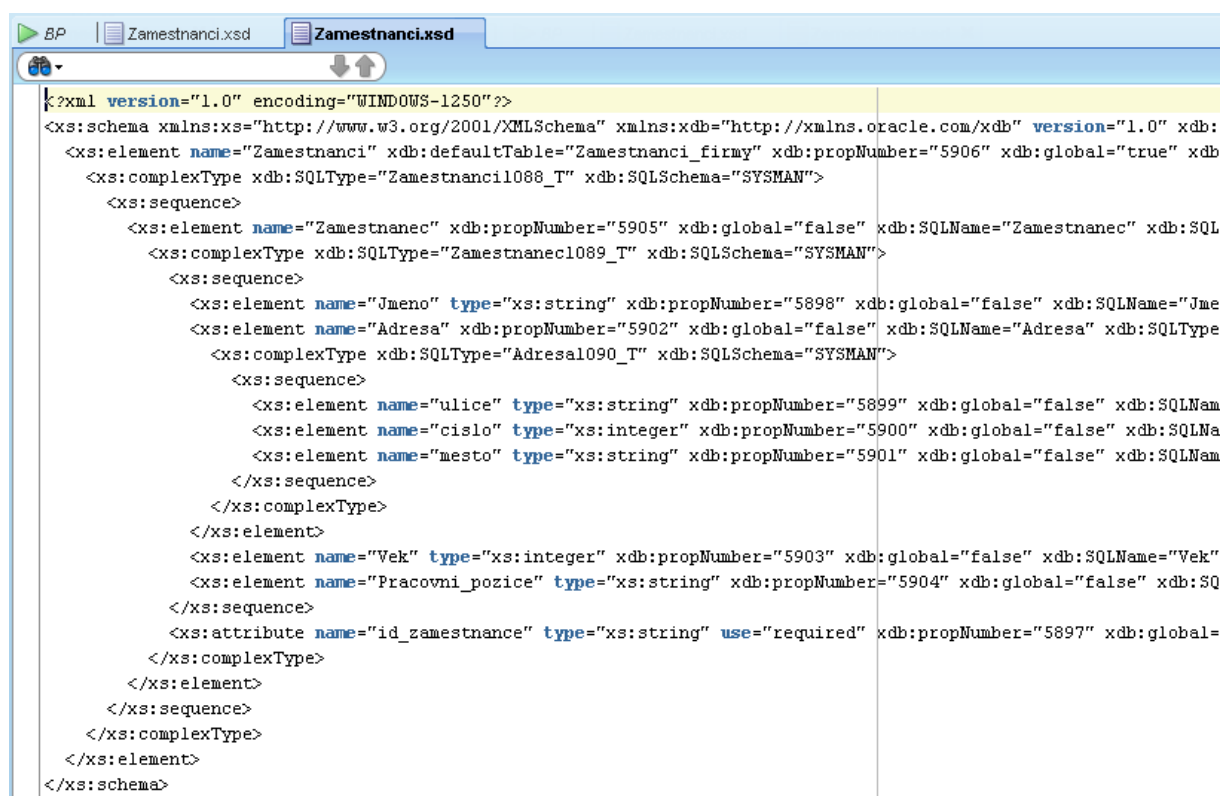 BP Zamestnanci.xsd Zamestnanci.xsd
<?xml version="1.0" encoding="WINDOWS-1250"?>
<xs:schema xmlns:xs="http://www.w3.org/2001/XMLSchema" xmlns:xdb="http://xmlns.oracle.com/xdb" version="1.0" xdb:
<xs:element name="Zamestnanci" xdb:defaultTable="Zamestnanci_firmy" xdb:propNumber="5906" xdb:global="true" xdb
<xs:complexType xdb:SQLType="Zamestnanci1088_T" xdb:SQLSchema="SYSMAN">
<xs:sequence>
<xs:element name="Zamestnanec" xdb:propNumber="5905" xdb:global="false" xdb:SQLName="Zamestnanec" xdb:SQL
<xs:complexType xdb:SQLType="Zamestnanec1089_T" xdb:SQLSchema="SYSMAN">
<xs:sequence>
<xs:element name="Jmeno" type="xs:string" xdb:propNumber="5898" xdb:global="false" xdb:SQLName="Jme
<xs:element name="Adresa" xdb:propNumber="5902" xdb:global="false" xdb:SQLName="Adresa" xdb:SQLType
<xs:complexType xdb:SQLType="Adresa1090_T" xdb:SQLSchema="SYSMAN">
<xs:sequence>
<xs:element name="ulice" type="xs:string" xdb:propNumber="5899" xdb:global="false" xdb:SQLNam
<xs:element name="cislo" type="xs:integer" xdb:propNumber="5900" xdb:global="false" xdb:SQLNa
<xs:element name="mesto" type="xs:string" xdb:propNumber="5901" xdb:global="false" xdb:SQLNam
</xs:sequence>
</xs:complexType>
</xs:element>
<xs:element name="Vek" type="xs:integer" xdb:propNumber="5903" xdb:global="false" xdb:SQLName="Vek"
<xs:element name="Pracovni_pozice" type="xs:string" xdb:propNumber="5904" xdb:global="false" xdb:SQ
</xs:sequence>
<xs:attribute name="id_zamestnance" type="xs:string" use="required" xdb:propNumber="5897" xdb:global=
</xs:complexType>
</xs:element>
</xs:sequence>
</xs:complexType>
</xs:element>
</xs:schema>